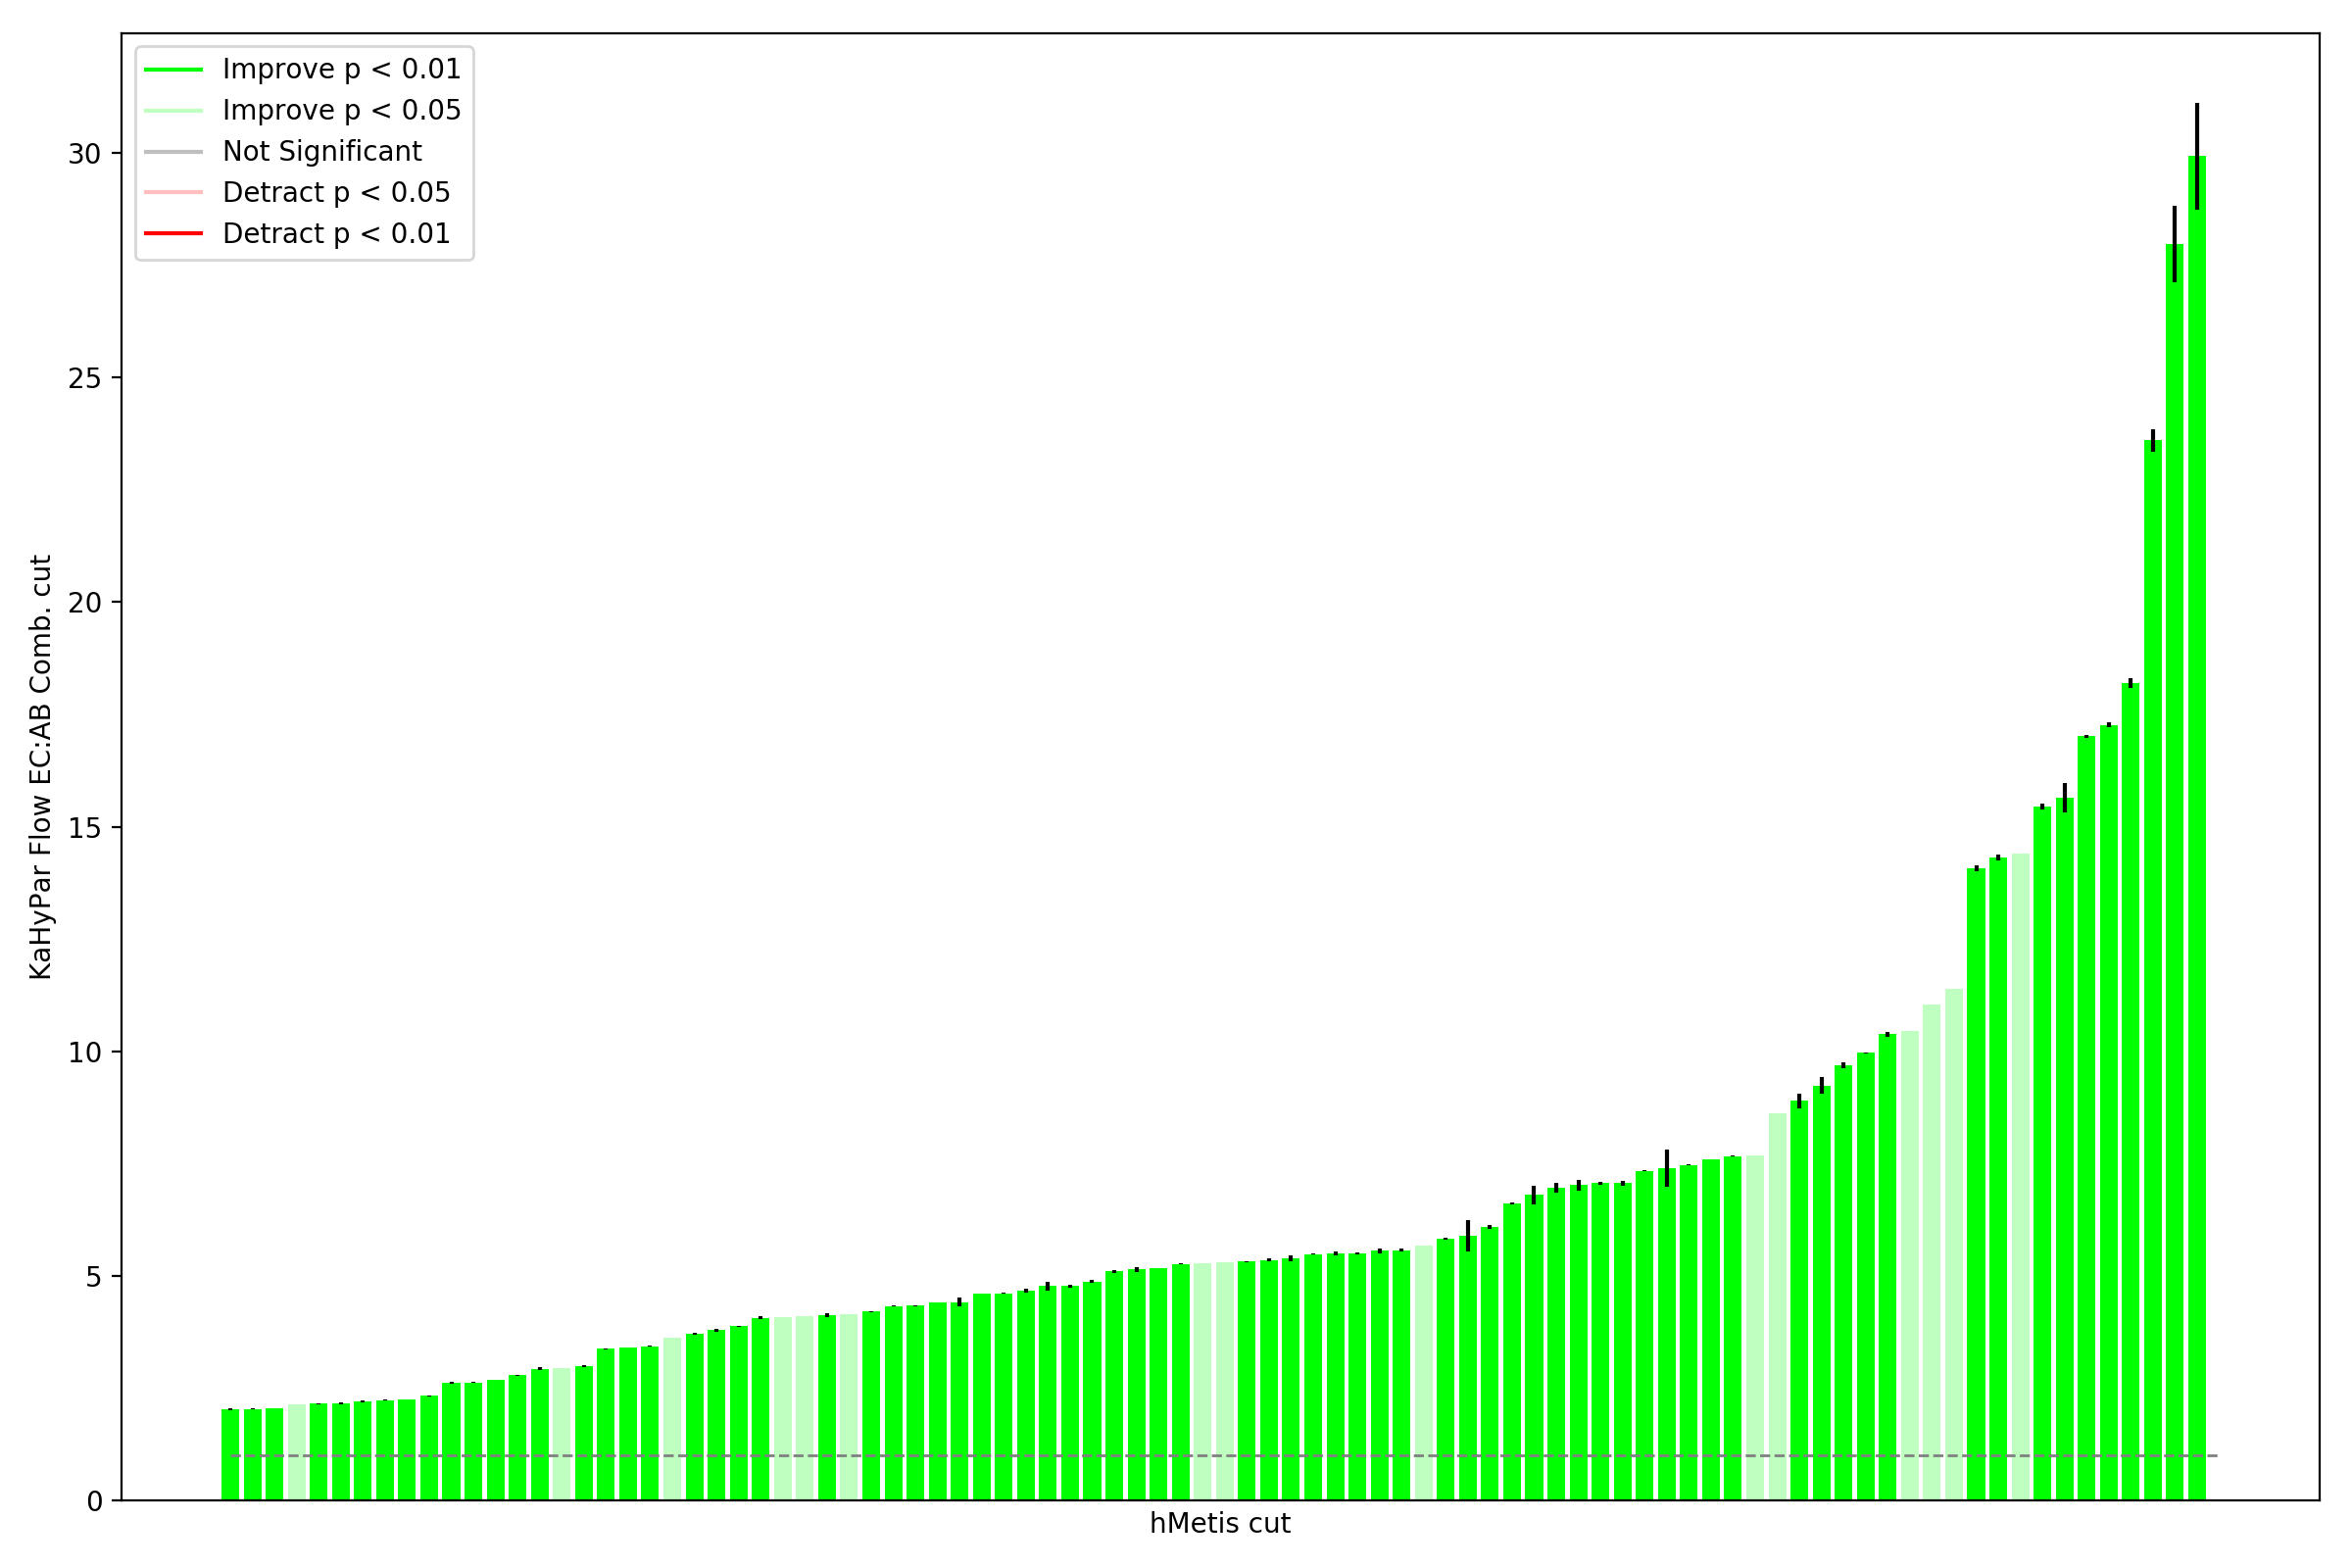 Improve p < 0.01
Improve p < 0.05
Not Significant
Detract p < 0.05
Detract p < 0.01
30
25
20
15
10
5
0
KaHyPar Flow EC:AB Comb. cut
hMetis cut